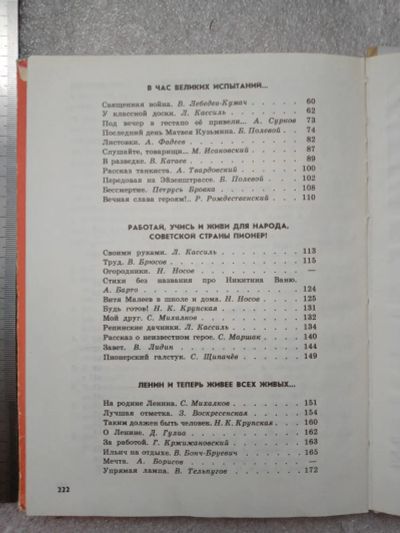 В ЧАС ВЕЛИКИХ ИСПЫТАНИЙ...
Священная война. В. Лебедев-Кумач . . . . . 60
У классной доски. Л. Кассиль . . . . . . 62
Под вечер в гестапо её привели... А. Сурков 73
Последний день Матвея Кузьмина. Б. Полевой . 74
Листовки. А. Фадеев . . . . . . . . 82
Слушайте, товарищи... М. Исаковский . . . . 87
В разведке. В. Кагаев . . . . . . . . 89
Рассказ танкиста. А. Твардовский . . . . . 100
Передовая на Эйзенштрассе. Б. Полевой . . . 102
Бессмертие. Петрусь Бровка . . . . . . 108
Вечная слава героям!.. Р. Рождественский . . . 110
РАБОТАЙ, УЧИСЬ И ЖИВИ ДЛЯ НАРОДА,
СОВЕТСКОЙ СТРАНЫ ПИОНЕР!
Своими руками. Л. Кассиль . . . . . . . 113
Труд. В. Брюсов . . . . . . . . . . 115
Огородники. Н. Носов . . . . . . . . —
Стихи без названия про Никитина Ваню.
А. Барто . . . . . . . . . . . . 124
Витя Малеев в школе и дома. Н. Носов . . . 125
Будь готов! Н. К. Крупская . . . . . . . 131
Мой друг. С. Михалков . . . . . . . . 132
Репинские дачники. Л. Кассиль . . . . . . 134
Рассказ о неизвестном герое. С. Маршак . . . 140
Завет. В. Лидин . . . . . . . . . . 144
Пионерский галстук. С. Щипачёв . . . . . 149
ЛЕНИН И ТЕПЕРЬ ЖИВЕЕ ВСЕХ ЖИВЫХ...
На родине Ленина. С. Михалков . . . . . . 151
Лучшая отметка. З. Воскресенская . . . . . 154
Таким должен быть человек. Н. К. Крупская . . 160
О Ленине. Д. Гулиа . . . . . . . . . 162
За работой. Г. Кржижановский . . . . . . 163
Ильич на отдыхе. В. Бонч-Бруевич . . . . . 165
Мечта. А. Борисов . . . . . . . . . —
Упрямая лампа. В. Тельпугов . . . . . . 172
222